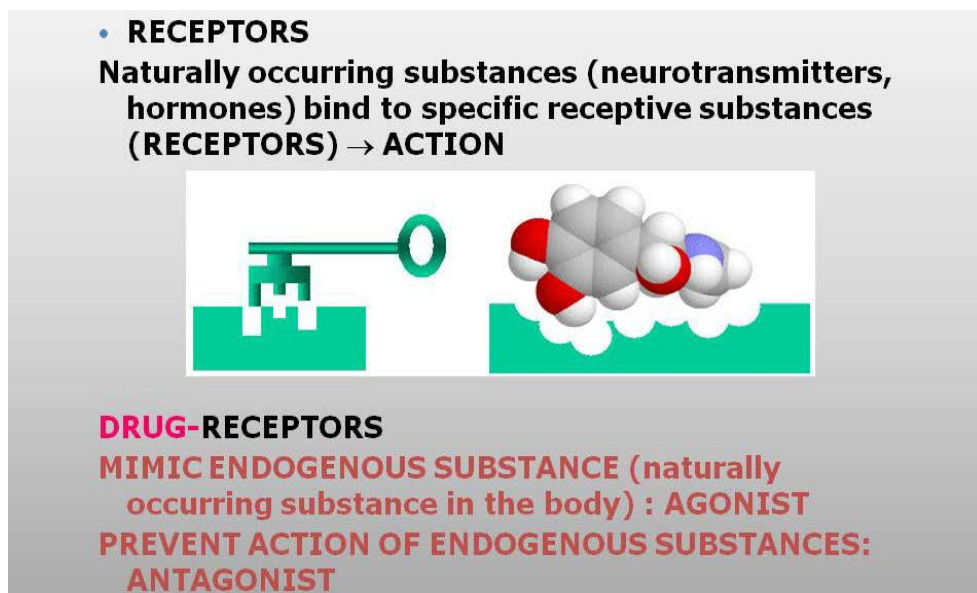 • RECEPTORS
Naturally occurring substances (neurotransmitters,
hormones) bind to specific receptive substances
(RECEPTORS) → ACTION
DRUG-RECEPTORS
MIMIC ENDOGENOUS SUBSTANCE (naturally
occurring substance in the body) : AGONIST
PREVENT ACTION OF ENDOGENOUS SUBSTANCES:
ANTAGONIST